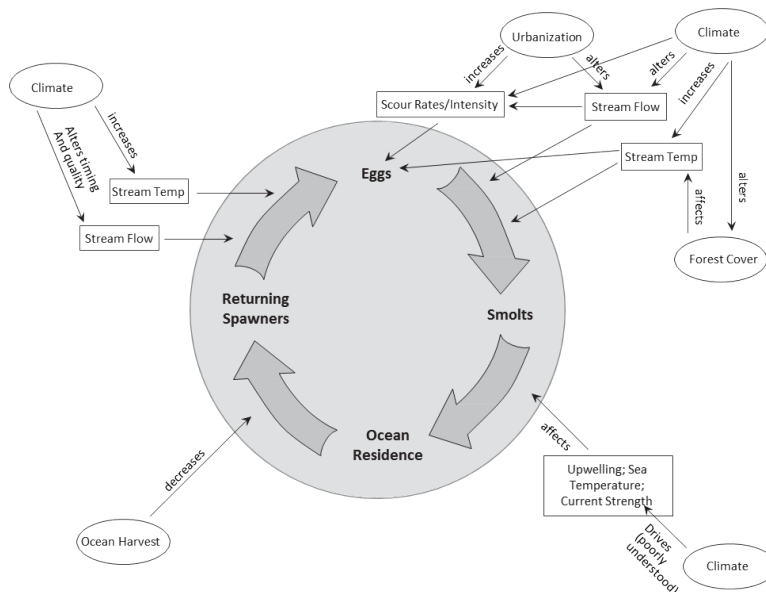 Urbanization
Climate
increases
alters
alters
increases
alters
Climate
Alters timing
And quality
increases
Scour Rates/Intensity
Stream Flow
Stream Temp
affects
Forest Cover
Stream Temp
Stream Flow
Eggs
Returning
Spawners
Smolts
Ocean
Residence
decreases
Ocean Harvest
affects
Upwelling; Sea
Temperature;
Current Strength
Drives
(poorly
understood)
Climate